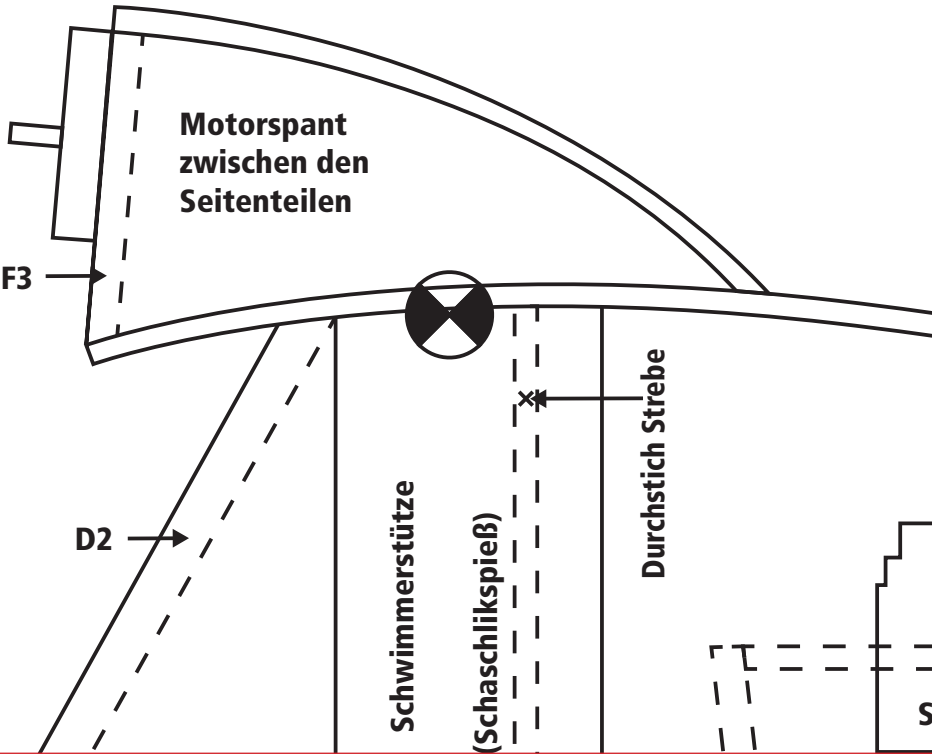 Motorspant
zwischen den
Seitenteilen
F3
D2
Schwimmerstütze
(Schaschlikspieß)
Durchstich Strebe
S